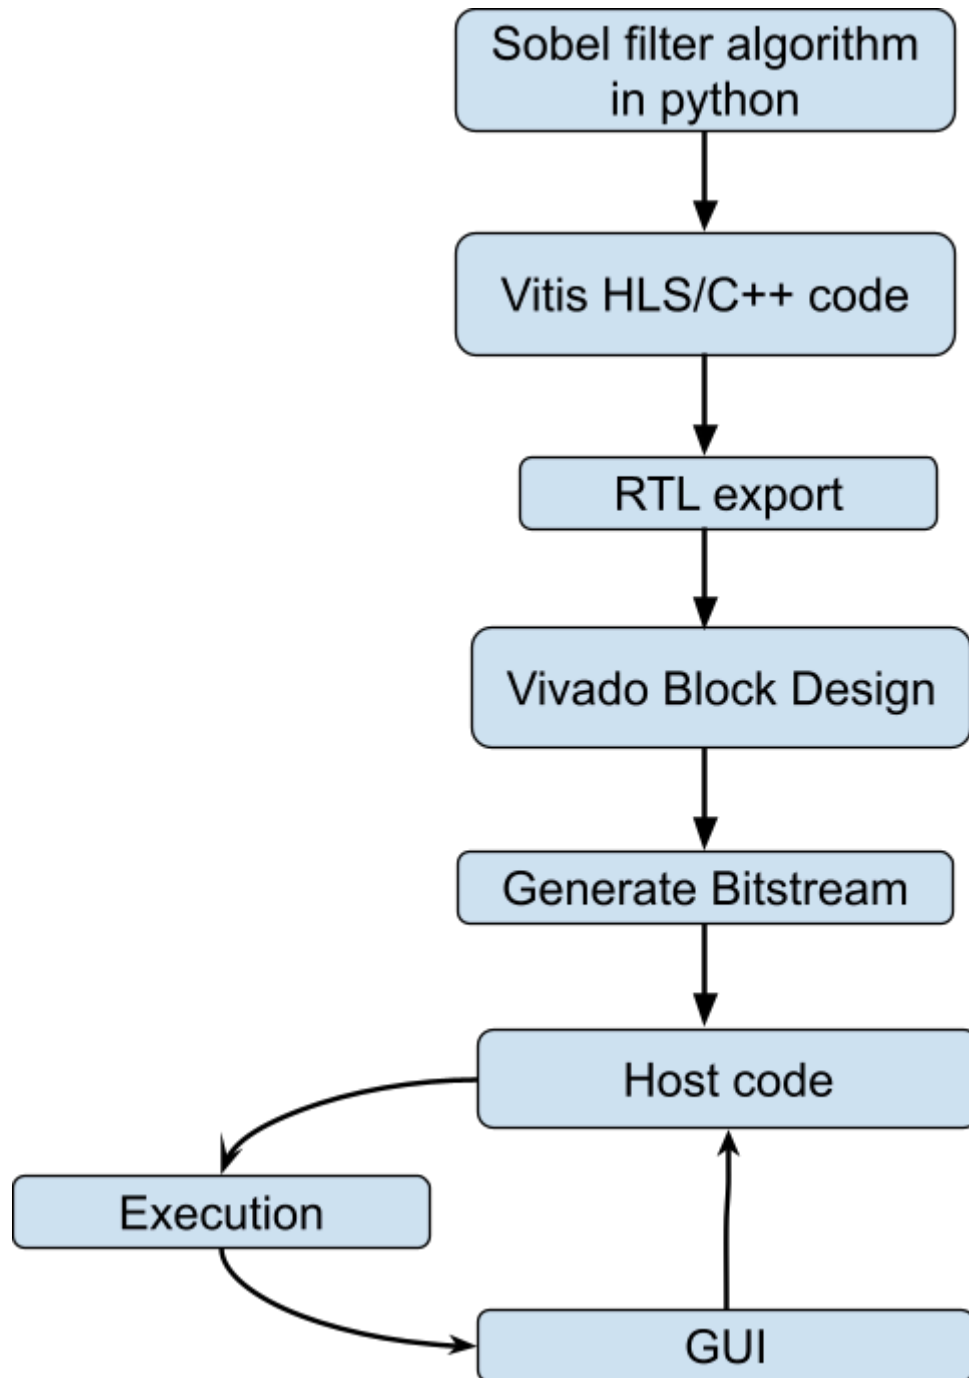 Sobel filter algorithm
in python
Vitis HLS/C++ code
RTL export
Vivado Block Design
Generate Bitstream
Host code
Execution
GUI